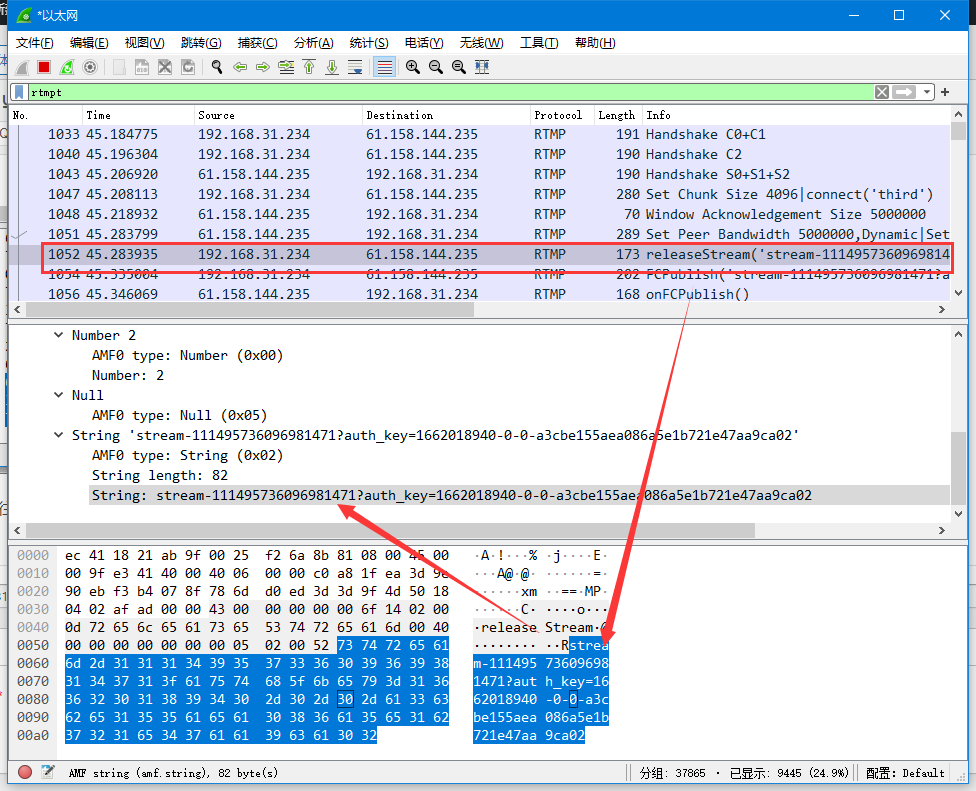 *以太网
文件(F) 编辑(E) 视图(V) 跳转(G) 捕获(C) 分析(A) 统计(S) 电话(Y) 无线(W) 工具(T) 帮助(H)
rtmpt
No. Time Source Destination Protocol Length Info
1033 45.184775 192.168.31.234 61.158.144.235 RTMP 191 Handshake C0+C1
1040 45.196304 192.168.31.234 61.158.144.235 RTMP 190 Handshake C2
1043 45.206920 192.168.31.234 61.158.144.235 RTMP 190 Handshake S0+S1+S2
1047 45.208113 192.168.31.234 61.158.144.235 RTMP 280 Set Chunk Size 4096|connect('third')
1048 45.218932 61.158.144.235 192.168.31.234 RTMP 70 Window Acknowledgement Size 5000000
1051 45.283799 61.158.144.235 192.168.31.234 RTMP 289 Set Peer Bandwidth 5000000,Dynamic|Set
1052 45.283935 192.168.31.234 61.158.144.235 RTMP 173 releaseStream('stream-1114957360969814
1054 45.335004 192.168.31.234 61.158.144.235 RTMP 202 FCPublish('stream-111495736096981471?a
1056 45.346069 61.158.144.235 192.168.31.234 RTMP 168 onFCPublish()
Number 2
AMF0 type: Number (0x00)
Number: 2
Null
AMF0 type: Null (0x05)
String 'stream-111495736096981471?auth_key=1662018940-0-0-a3cbe155aea086a5e1b721e47aa9ca02'
AMF0 type: String (0x02)
String length: 82
String: stream-111495736096981471?auth_key=1662018940-0-0-a3cbe155aea086a5e1b721e47aa9ca02
0000 ec 41 18 21 ab 9f 00 25 f2 6a 8b 81 08 00 45 00 ·A·!···% ·j····E·
0010 00 9f e3 41 40 00 40 06 00 00 c0 a8 1f ea 3d 9e ···A@·@· ······=·
0020 90 eb f3 b4 07 8f 78 6d d0 ed 3d 3d 9f 4d 50 18 ······xm ··==·MP·
0030 04 02 af ad 00 00 43 00 00 00 00 00 6f 14 02 00 ······C· ····o···
0040 0d 72 65 6c 65 61 73 65 53 74 72 65 61 6d 00 40 ·release Stream·@
0050 00 00 00 00 00 00 00 05 02 00 52 73 74 72 65 61 ········ ··Rstrea
0060 6d 2d 31 31 31 34 39 35 37 33 36 30 39 36 39 38 m-111495 73609698
0070 31 34 37 31 3f 61 75 74 68 5f 6b 65 79 3d 31 36 1471?aut h_key=16
0080 36 32 30 31 38 39 34 30 2d 30 2d 30 2d 61 33 63 62018940 -0-0-a3c
0090 62 65 31 35 35 61 65 61 30 38 36 61 35 65 31 62 be155aea 086a5e1b
00a0 37 32 31 65 34 37 61 61 39 63 61 30 32 721e47aa 9ca02
AMF string (amf.string), 82 byte(s) 分组: 37865 · 已显示: 9445 (24.9%) 配置: Default